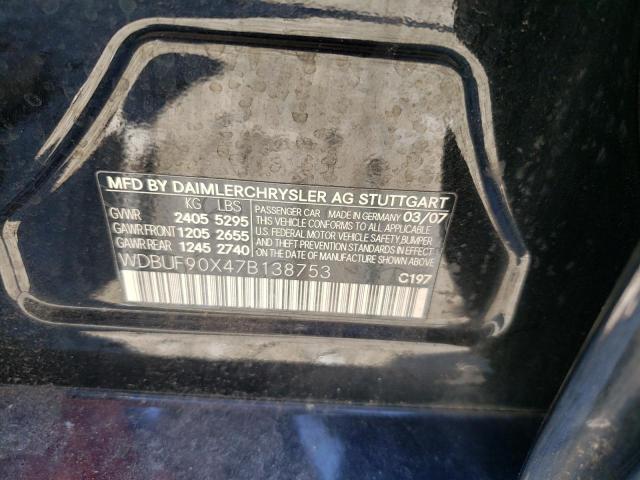 MFD BY DAIMLERCHRYSLER AG STUTTGART
KG LBS
GVWR 2405 5295
GAWR FRONT 1205 2655
GAWR REAR 1245 2740
PASSENGER CAR MADE IN GERMANY 03/07
THIS VEHICLE CONFORMS TO ALL APPLICABLE
U.S. FEDERAL MOTOR VEHICLE SAFETY, BUMPER
AND THEFT PREVENTION STANDARDS IN
EFFECT ON THE DATE OF MANUFACTURE
SHOWN ABOVE.
WDBUF90X47B138753
C197